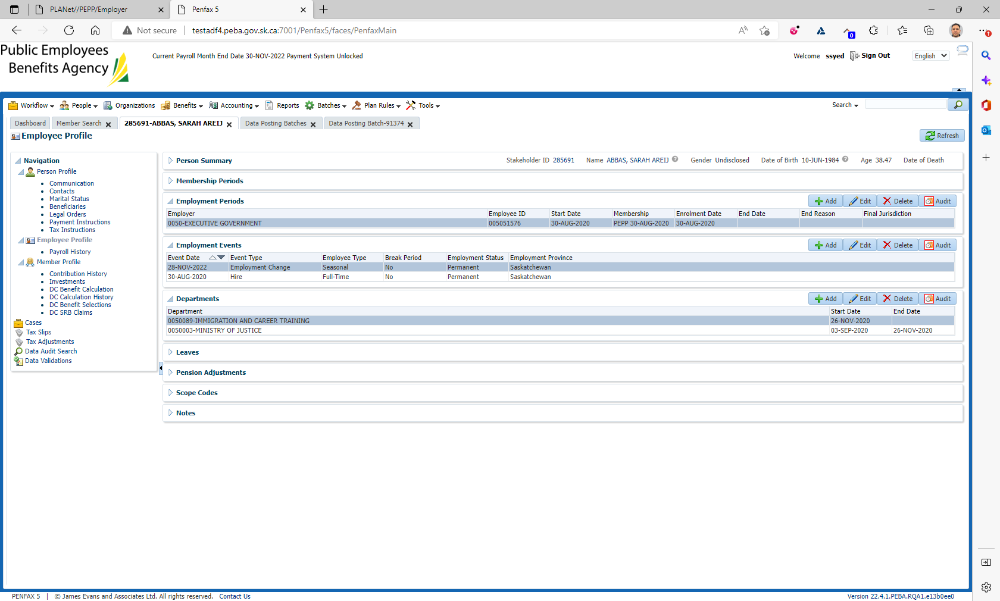 PLANet//PEPP/Employer
Penfax 5
Not secure
testadf4.peba.gov.sk.ca:7001/Penfax5/faces/PenfaxMain
0
Public Employees
Benefits Agency
Current Payroll Month End Date 30-NOV-2022 Payment System Unlocked
Welcome ssyed Sign Out
English
Workflow People Organizations Benefits Accounting Reports Batches Plan Rules Tools
Search
Dashboard Member Search 285691-ABBAS, SARAH AREIJ Data Posting Batches Data Posting Batch-91374
Employee Profile
Refresh
Navigation
Person Profile
Communication
Contacts
Marital Status
Beneficiaries
Legal Orders
Payment Instructions
Tax Instructions
Employee Profile
Payroll History
Member Profile
Contribution History
Investments
DC Benefit Calculation
DC Calculation History
DC Benefit Selections
DC SRB Claims
Cases
Tax Slips
Tax Adjustments
Data Audit Search
Data Validations
Person Summary
Stakeholder ID 285691 Name ABBAS, SARAH AREIJ Gender Undisclosed Date of Birth 10-JUN-1984 Age 38.47 Date of Death
Membership Periods
Employment Periods
Add Edit Delete Audit
Employer Employee ID Start Date Membership Enrolment Date End Date End Reason Final Jurisdiction
0050-EXECUTIVE GOVERNMENT 005051576 30-AUG-2020 PEPP 30-AUG-2020 30-AUG-2020
Employment Events
Add Edit Delete Audit
Event Date Event Type Employee Type Break Period Employment Status Employment Province
28-NOV-2022 Employment Change Seasonal No Permanent Saskatchewan
30-AUG-2020 Hire Full-Time No Permanent Saskatchewan
Departments
Add Edit Delete Audit
Department Start Date End Date
0050089-IMMIGRATION AND CAREER TRAINING 26-NOV-2020
0050003-MINISTRY OF JUSTICE 03-SEP-2020 26-NOV-2020
Leaves
Pension Adjustments
Scope Codes
Notes
PENFAX 5 | © James Evans and Associates Ltd. All rights reserved. Contact Us
Version 22.4.1.PEBA.RQA1.e13b0ee0